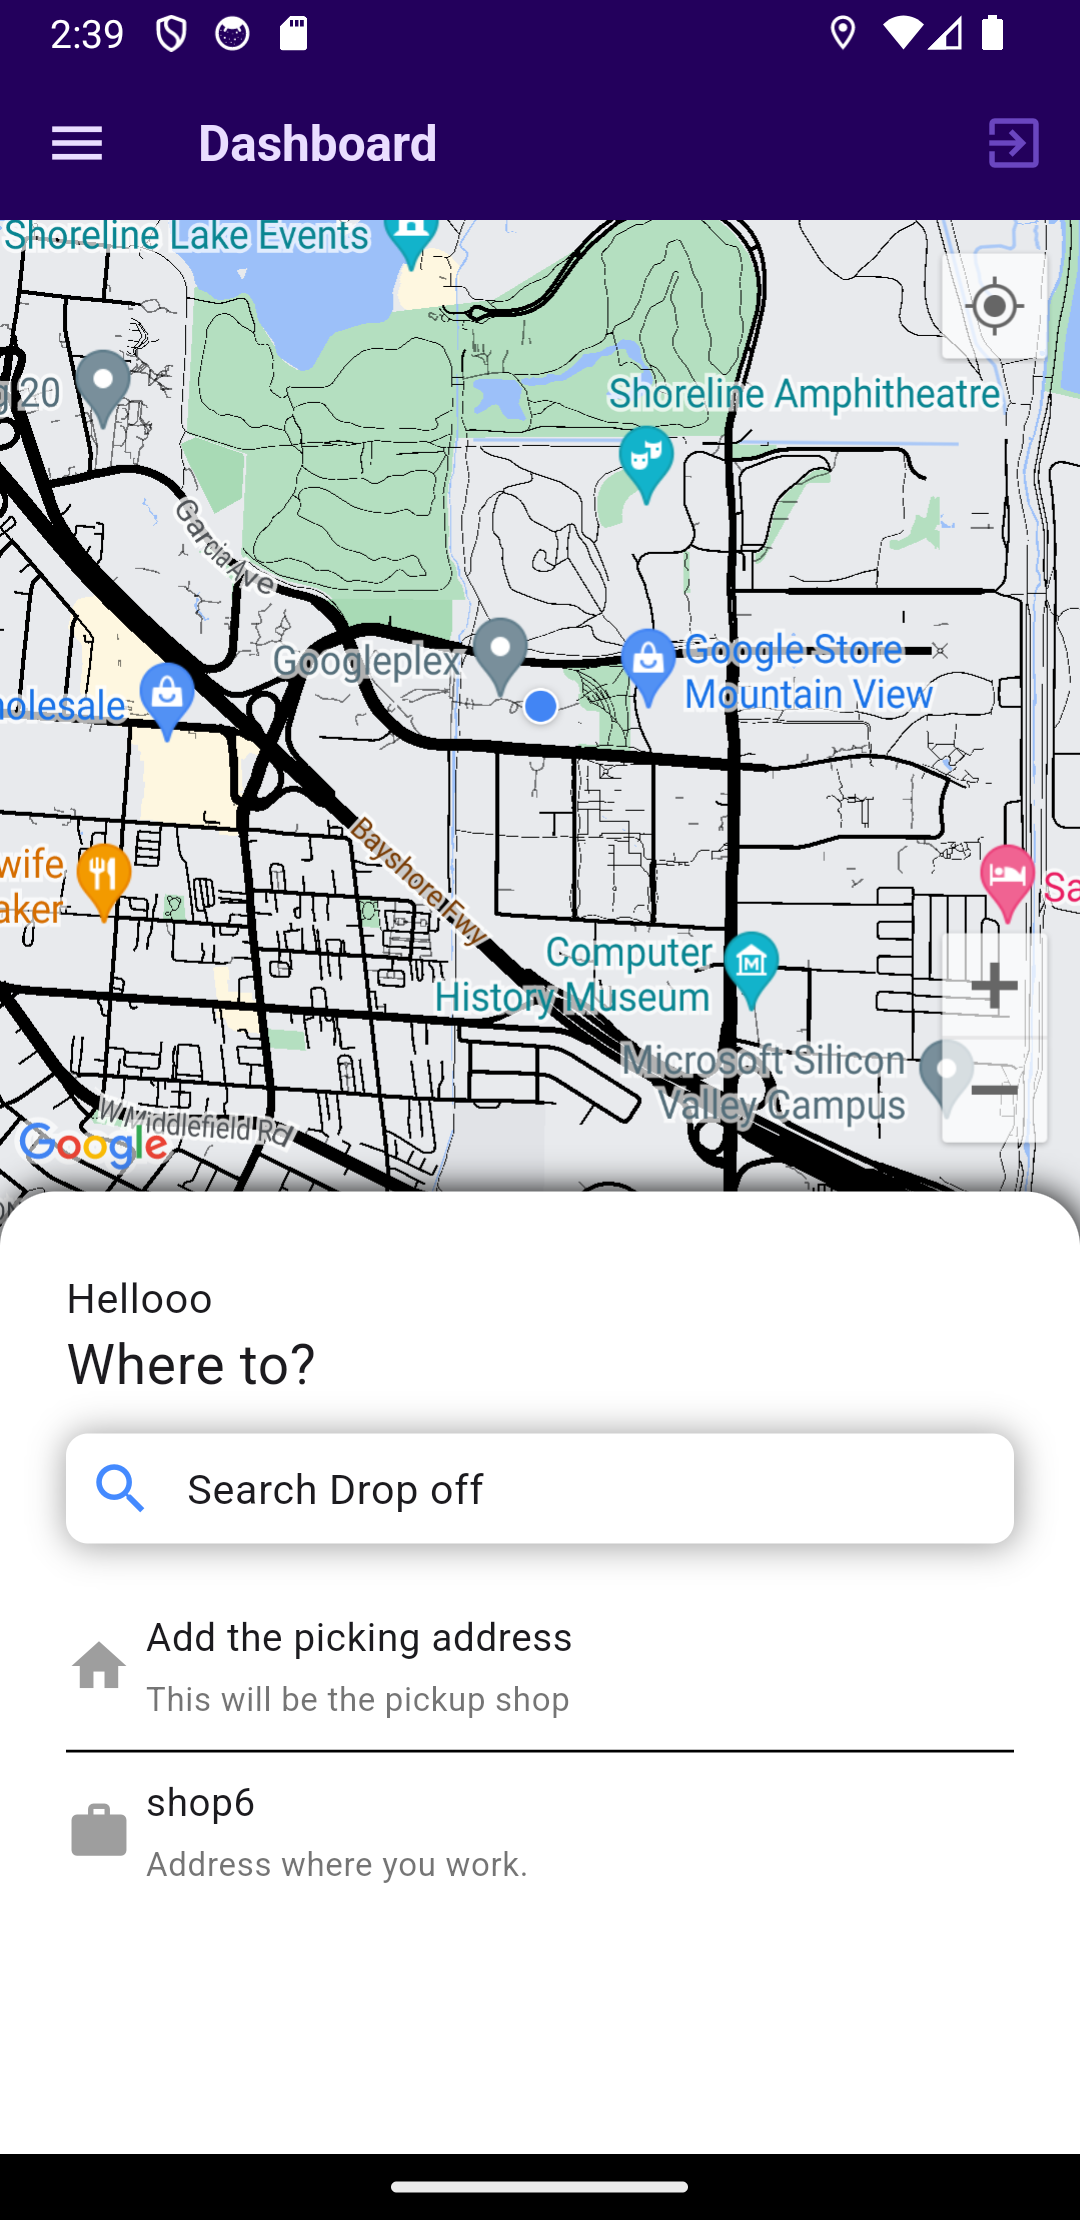 2:39
Dashboard
Shoreline Lake Events
g 20
Shoreline Amphitheatre
Garcia Ave
Googleplex
Google Store
Mountain View
olesale
Bayshore Fwy
wife
aker
Sa
Computer
History Museum
Microsoft Silicon
Valley Campus
W Middlefield Rd
Google
Hellooo
Where to?
Search Drop off
Add the picking address
This will be the pickup shop
shop6
Address where you work.